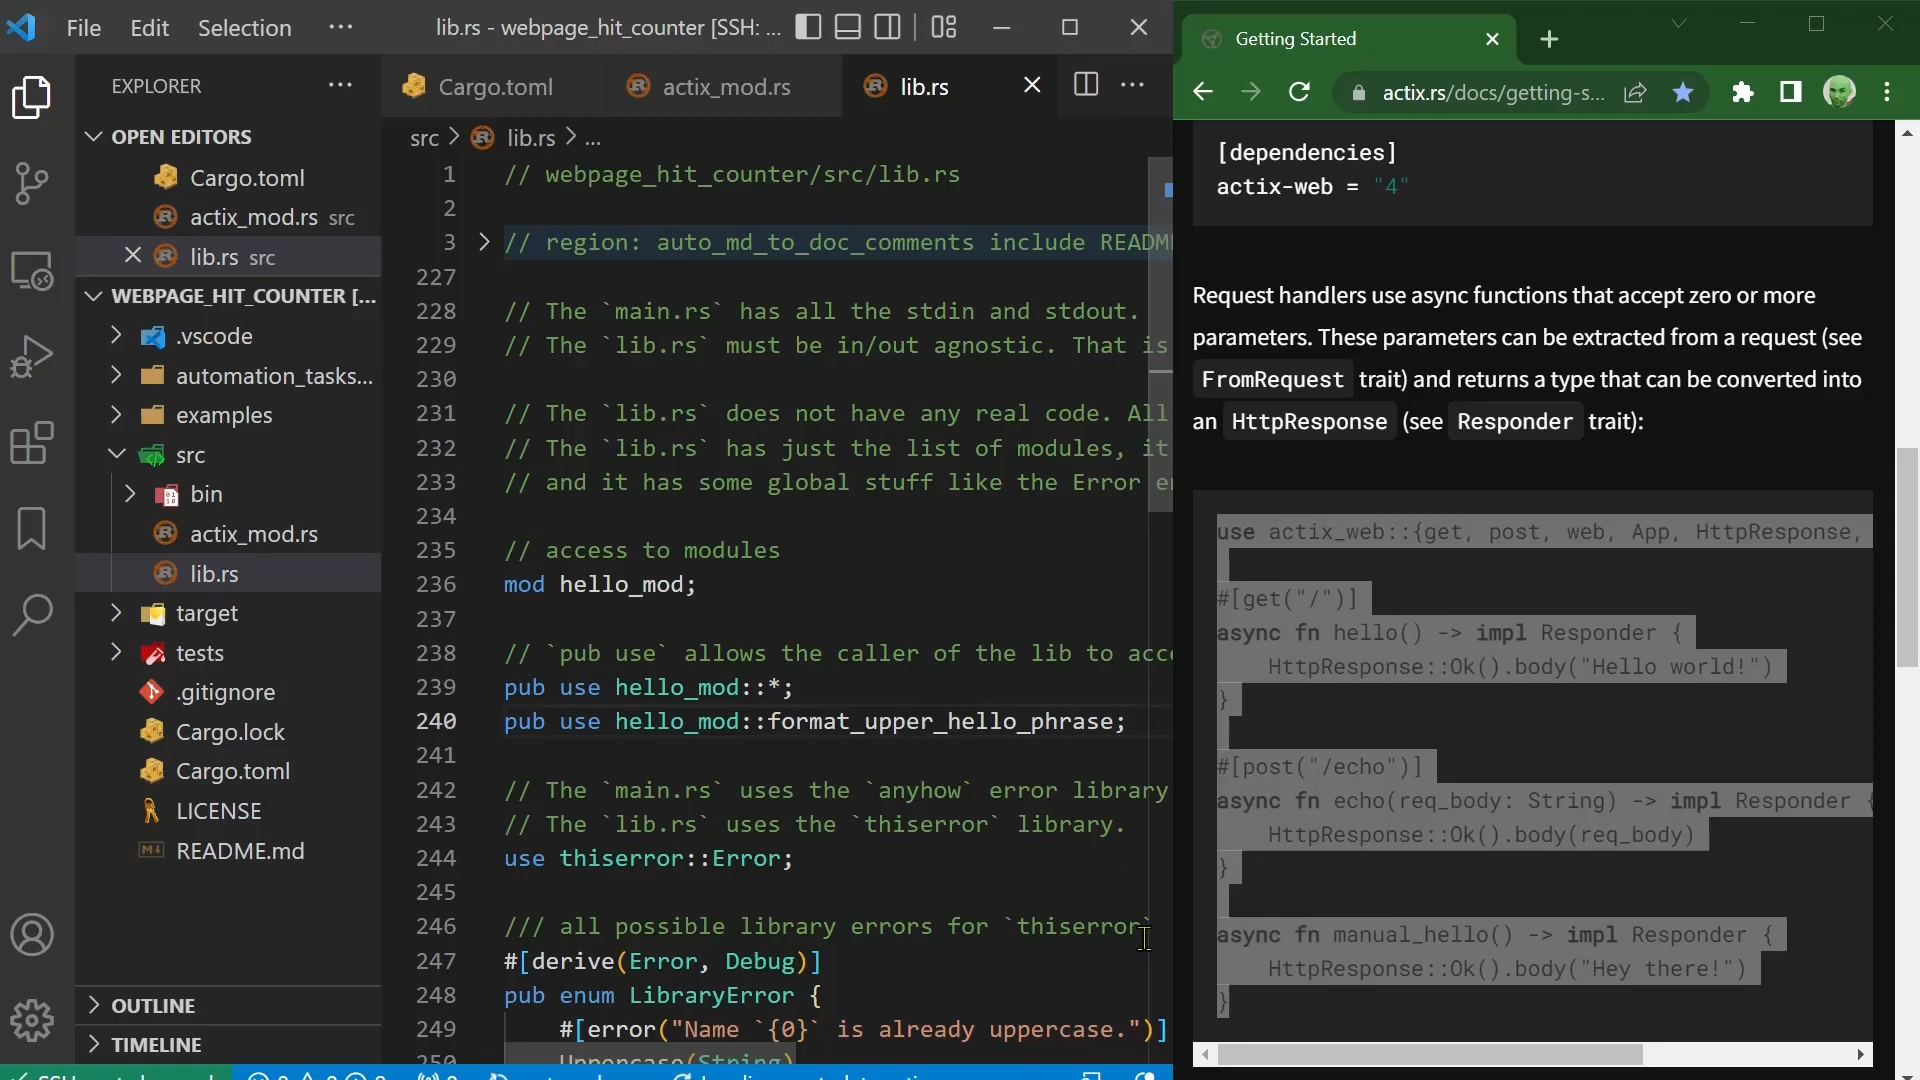 File Edit Selection ··· lib.rs - webpage_hit_counter [SSH: ...
EXPLORER ···
OPEN EDITORS
Cargo.toml
actix_mod.rs src
lib.rs src
WEBPAGE_HIT_COUNTER [...
.vscode
automation_tasks...
examples
src
bin
actix_mod.rs
lib.rs
target
tests
.gitignore
Cargo.lock
Cargo.toml
LICENSE
README.md
OUTLINE
TIMELINE
Cargo.toml actix_mod.rs lib.rs
src > lib.rs > ...
1 // webpage_hit_counter/src/lib.rs
2
3 // region: auto_md_to_doc_comments include README
227
228 // The `main.rs` has all the stdin and stdout.
229 // The `lib.rs` must be in/out agnostic. That is
230
231 // The `lib.rs` does not have any real code. All
232 // The `lib.rs` has just the list of modules, it
233 // and it has some global stuff like the Error e
234
235 // access to modules
236 mod hello_mod;
237
238 // `pub use` allows the caller of the lib to acc
239 pub use hello_mod::*;
240 pub use hello_mod::format_upper_hello_phrase;
241
242 // The `main.rs` uses the `anyhow` error library
243 // The `lib.rs` uses the `thiserror` library.
244 use thiserror::Error;
245
246 /// all possible library errors for `thiserror`
247 #[derive(Error, Debug)]
248 pub enum LibraryError {
249 #[error("Name `{0}` is already uppercase.")]
250 Uppercase(String)
Getting Started
actix.rs/docs/getting-s...
[dependencies]
actix-web = "4"
Request handlers use async functions that accept zero or more
parameters. These parameters can be extracted from a request (see
FromRequest trait) and returns a type that can be converted into
an HttpResponse (see Responder trait):
use actix_web::{get, post, web, App, HttpResponse,
#[get("/")]
async fn hello() -> impl Responder {
HttpResponse::Ok().body("Hello world!")
}
#[post("/echo")]
async fn echo(req_body: String) -> impl Responder {
HttpResponse::Ok().body(req_body)
}
async fn manual_hello() -> impl Responder {
HttpResponse::Ok().body("Hey there!")
}